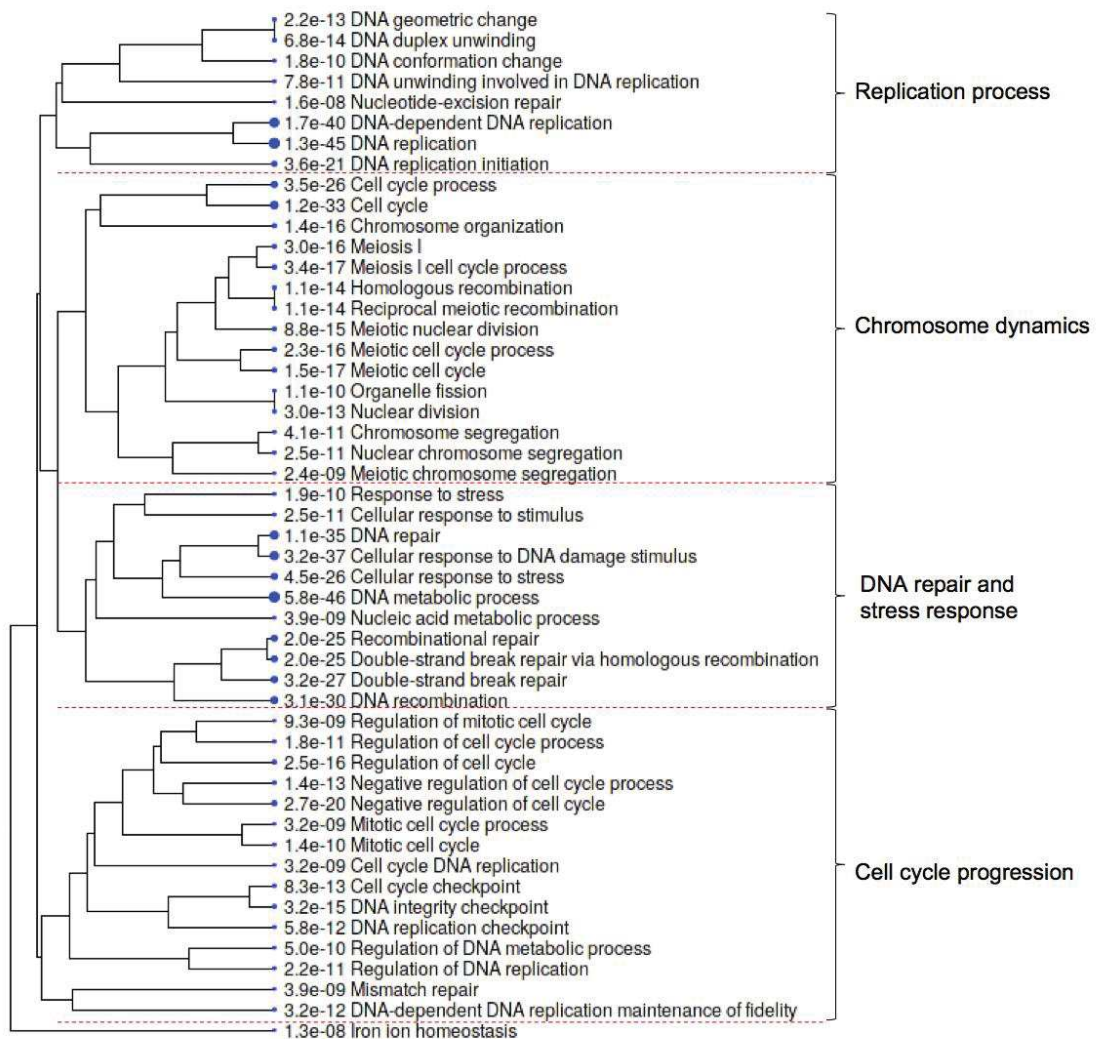 2.2e-13 DNA geometric change
6.8e-14 DNA duplex unwinding
1.8e-10 DNA conformation change
7.8e-11 DNA unwinding involved in DNA replication
1.6e-08 Nucleotide-excision repair
1.7e-40 DNA-dependent DNA replication
1.3e-45 DNA replication
3.6e-21 DNA replication initiation
Replication process
3.5e-26 Cell cycle process
1.2e-33 Cell cycle
1.4e-16 Chromosome organization
3.0e-16 Meiosis I
3.4e-17 Meiosis I cell cycle process
1.1e-14 Homologous recombination
1.1e-14 Reciprocal meiotic recombination
8.8e-15 Meiotic nuclear division
2.3e-16 Meiotic cell cycle process
1.5e-17 Meiotic cell cycle
1.1e-10 Organelle fission
3.0e-13 Nuclear division
4.1e-11 Chromosome segregation
2.5e-11 Nuclear chromosome segregation
2.4e-09 Meiotic chromosome segregation
Chromosome dynamics
1.9e-10 Response to stress
2.5e-11 Cellular response to stimulus
1.1e-35 DNA repair
3.2e-37 Cellular response to DNA damage stimulus
4.5e-26 Cellular response to stress
5.8e-46 DNA metabolic process
3.9e-09 Nucleic acid metabolic process
2.0e-25 Recombinational repair
2.0e-25 Double-strand break repair via homologous recombination
3.2e-27 Double-strand break repair
3.1e-30 DNA recombination
DNA repair and
stress response
9.3e-09 Regulation of mitotic cell cycle
1.8e-11 Regulation of cell cycle process
2.5e-16 Regulation of cell cycle
1.4e-13 Negative regulation of cell cycle process
2.7e-20 Negative regulation of cell cycle
3.2e-09 Mitotic cell cycle process
1.4e-10 Mitotic cell cycle
3.2e-09 Cell cycle DNA replication
8.3e-13 Cell cycle checkpoint
3.2e-15 DNA integrity checkpoint
5.8e-12 DNA replication checkpoint
5.0e-10 Regulation of DNA metabolic process
2.2e-11 Regulation of DNA replication
3.9e-09 Mismatch repair
3.2e-12 DNA-dependent DNA replication maintenance of fidelity
Cell cycle progression
1.3e-08 Iron ion homeostasis